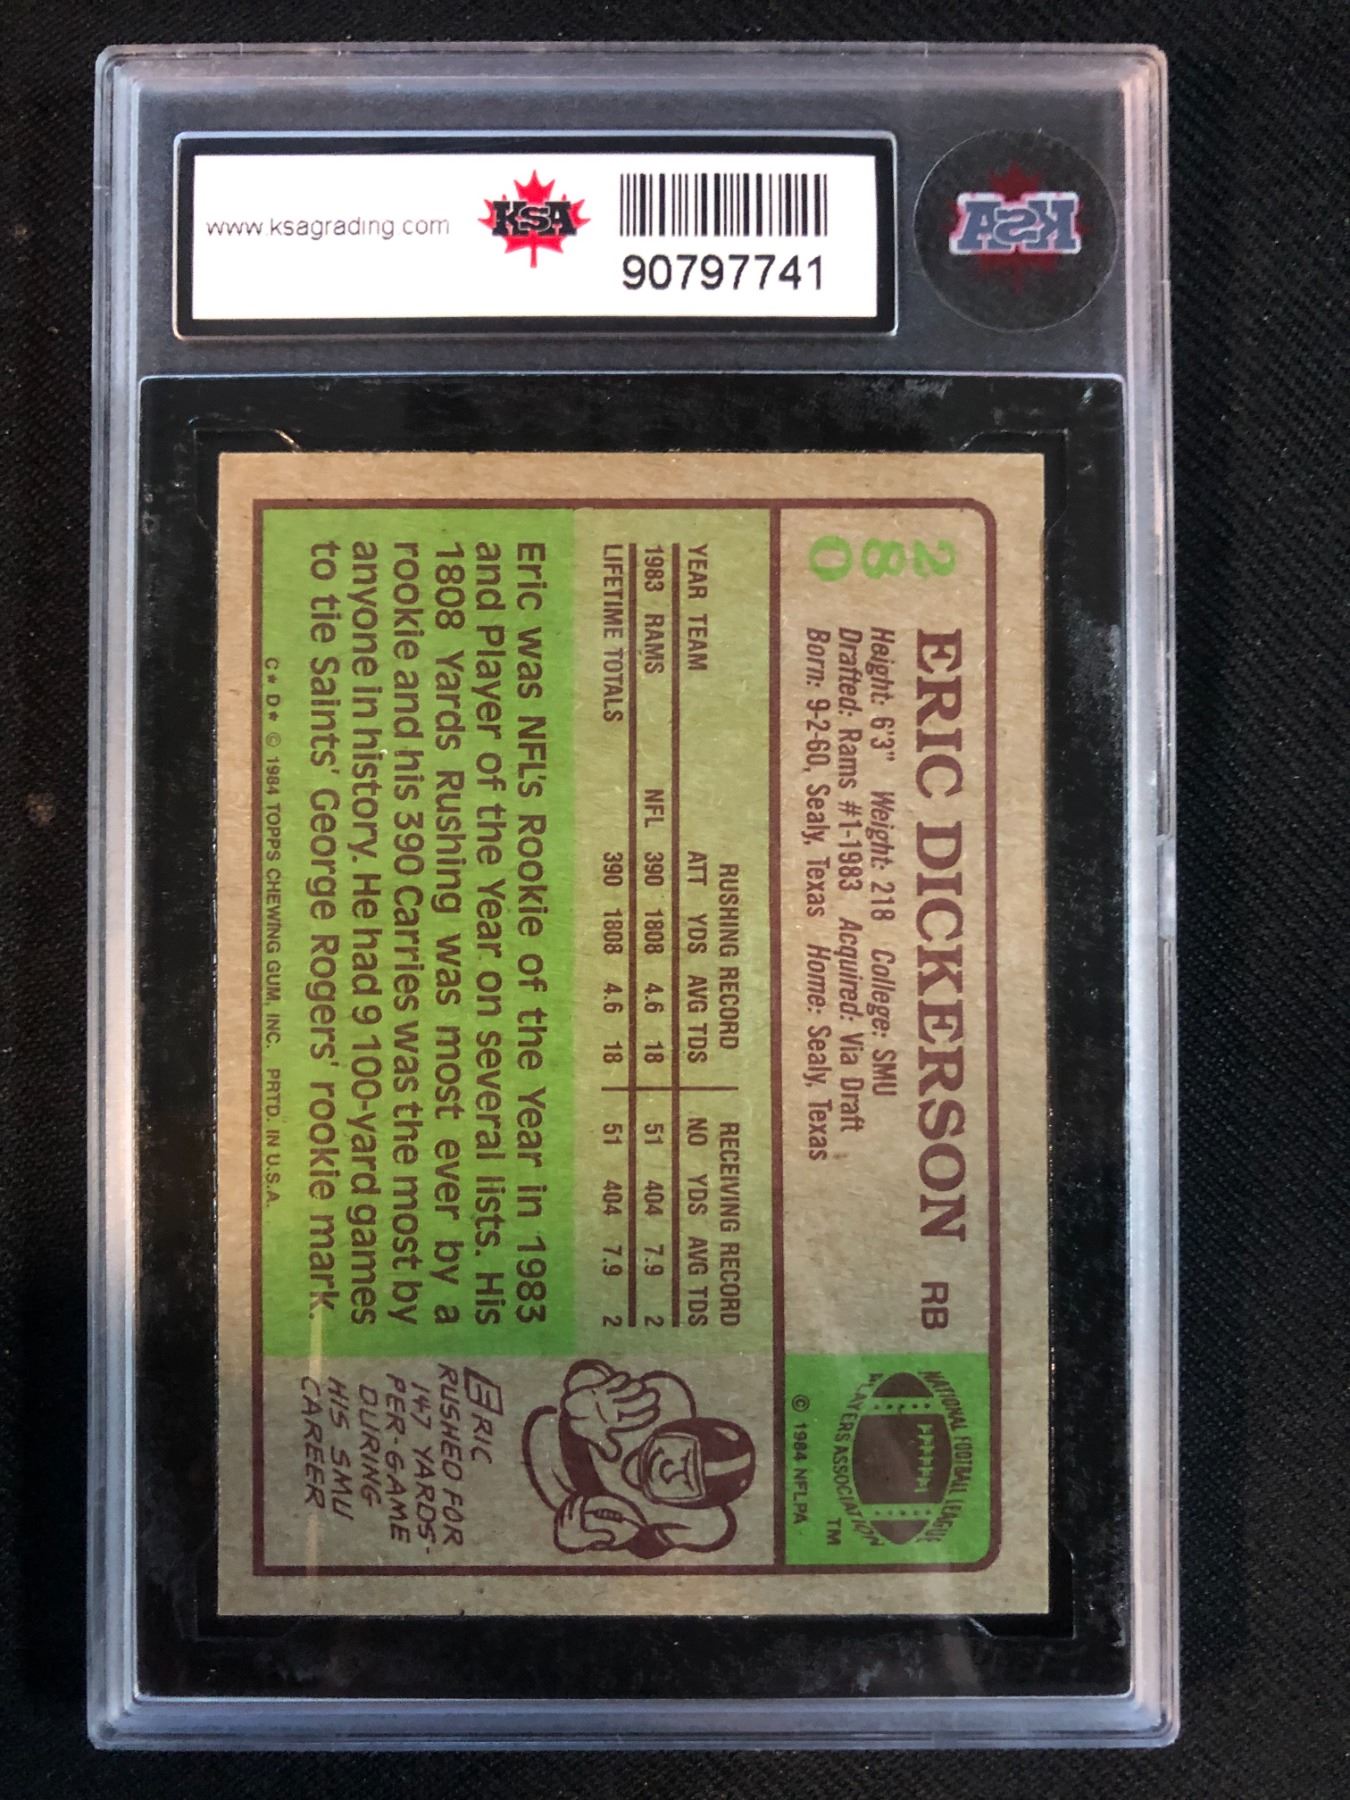 www.ksagrading.com
KSA
90797741
KSA
280
ERIC DICKERSON RB
Height: 6'3" Weight: 218 College: SMU
Drafted: Rams #1-1983 Acquired: Via Draft
Born: 9-2-60, Sealy, Texas Home: Sealy, Texas
NATIONAL FOOTBALL LEAGUE
PLAYERS ASSOCIATION
TM
© 1984 NFLPA
RUSHING RECORD RECEIVING RECORD
YEAR TEAM ATT YDS AVG TDS NO YDS AVG TDS
1983 RAMS NFL 390 1808 4.6 18 51 404 7.9 2
LIFETIME TOTALS 390 1808 4.6 18 51 404 7.9 2
Eric was NFL's Rookie of the Year in 1983
and Player of the Year on several lists. His
1808 Yards Rushing was most ever by a
rookie and his 390 Carries was the most by
anyone in history. He had 9 100-yard games
to tie Saints' George Rogers' rookie mark.
ERIC
RUSHED FOR
147 YARDS-
PER-GAME
DURING
HIS SMU
CAREER
C* D* © 1984 TOPPS CHEWING GUM, INC. PRTD. IN U.S.A.